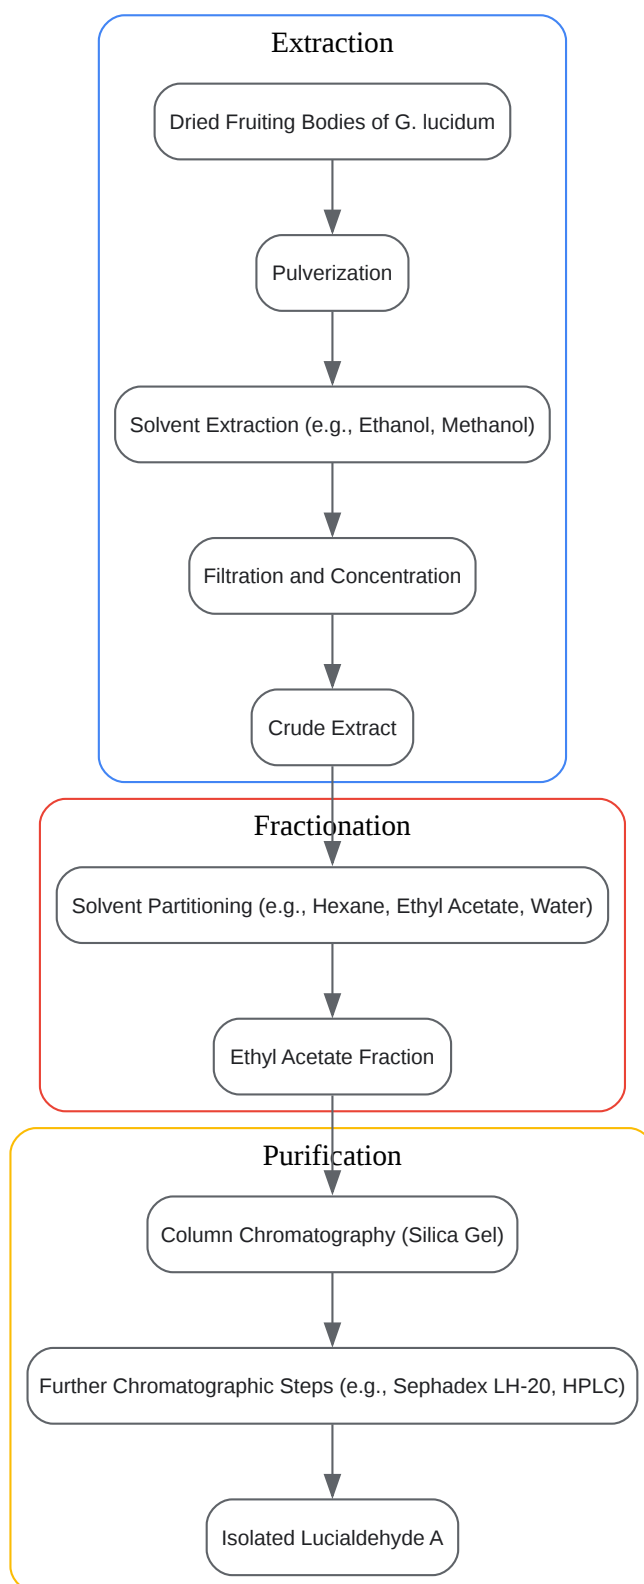 Extraction
Dried Fruiting Bodies of G. lucidum
Pulverization
Solvent Extraction (e.g., Ethanol, Methanol)
Filtration and Concentration
Crude Extract
Fractionation
Solvent Partitioning (e.g., Hexane, Ethyl Acetate, Water)
Ethyl Acetate Fraction
Purification
Column Chromatography (Silica Gel)
Further Chromatographic Steps (e.g., Sephadex LH-20, HPLC)
Isolated Lucialdehyde A